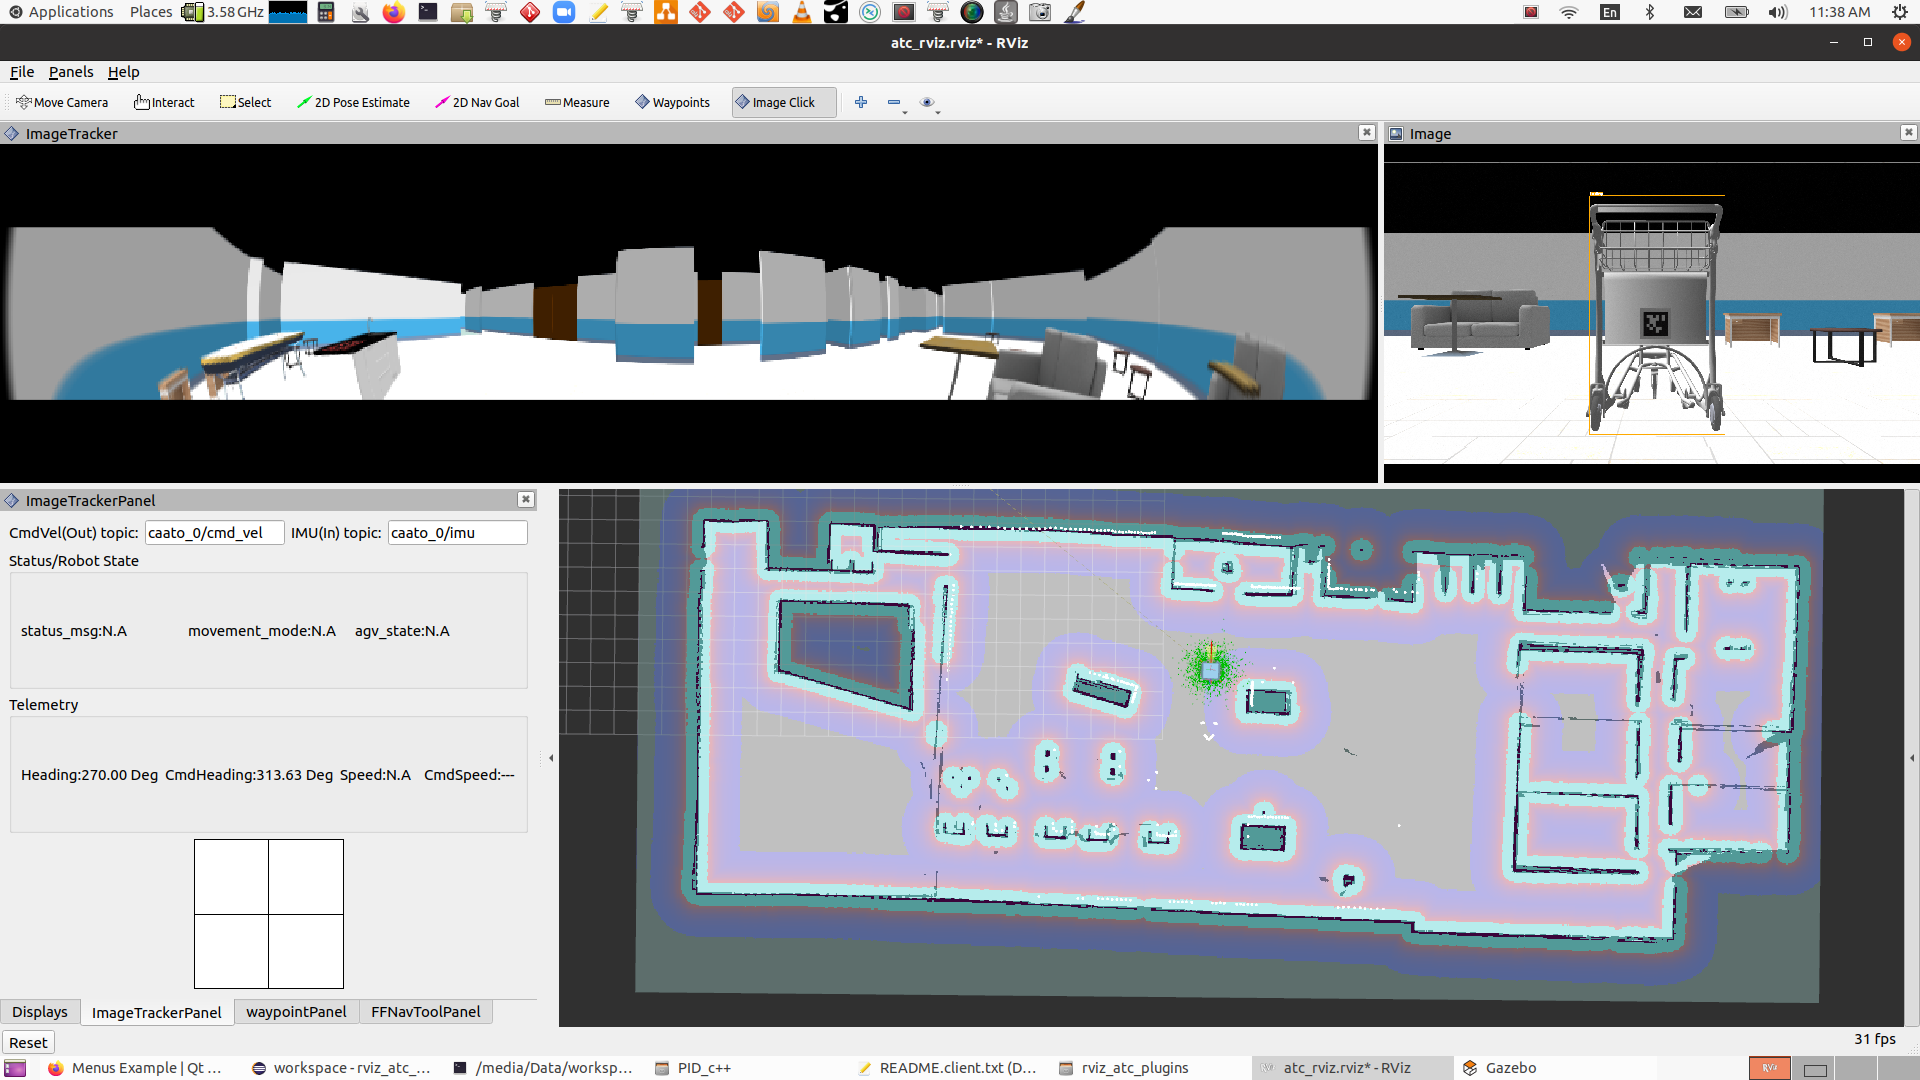 Applications Places 3.58 GHz En 11:38 AM
atc_rviz.rviz* - RViz
File Panels Help
Move Camera Interact Select 2D Pose Estimate 2D Nav Goal Measure Waypoints Image Click
ImageTracker
Image
ImageTrackerPanel
CmdVel(Out) topic: caato_0/cmd_vel IMU(In) topic: caato_0/imu
Status/Robot State
status_msg:N.A movement_mode:N.A agv_state:N.A
Telemetry
Heading:270.00 Deg CmdHeading:313.63 Deg Speed:N.A CmdSpeed:---
Displays ImageTrackerPanel waypointPanel FFNavToolPanel
Reset
31 fps
Menus Example | Qt ... workspace - rviz_atc_... /media/Data/worksp... PID_c++ README.client.txt (D... rviz_atc_plugins atc_rviz.rviz* - RViz Gazebo